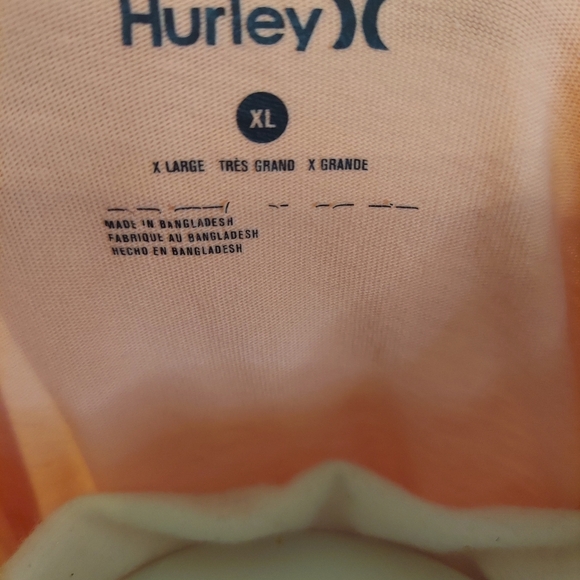 Hurley
XL
X LARGE TRÈS GRAND X GRANDE
MADE IN BANGLADESH
FABRIQUE AU BANGLADESH
HECHO EN BANGLADESH